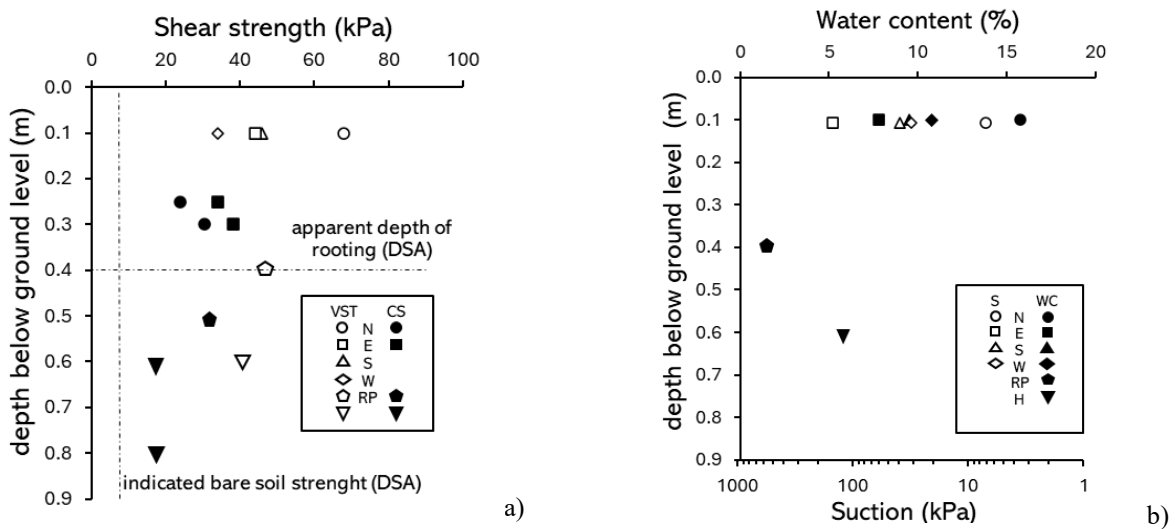 Shear strength (kPa)
0 20 40 60 80 100
depth below ground level (m)
0.0
0.1
0.2
0.3
0.4
0.5
0.6
0.7
0.8
0.9
apparent depth of
rooting (DSA)
VST CS
N
E
S
W
RP
indicated bare soil strenght (DSA)
a)
Water content (%)
0 5 10 15 20
depth below ground level (m)
0.0
0.1
0.2
0.3
0.4
0.5
0.6
0.7
0.8
0.9
S WC
N
E
S
W
RP
H
1000 100 10 1
Suction (kPa)
b)